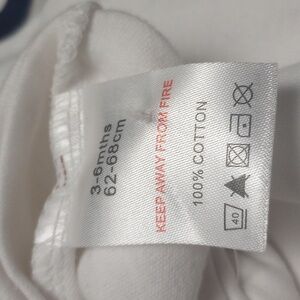 3-6mths
62-68cm
KEEP AWAY FROM FIRE
100% COTTON
40